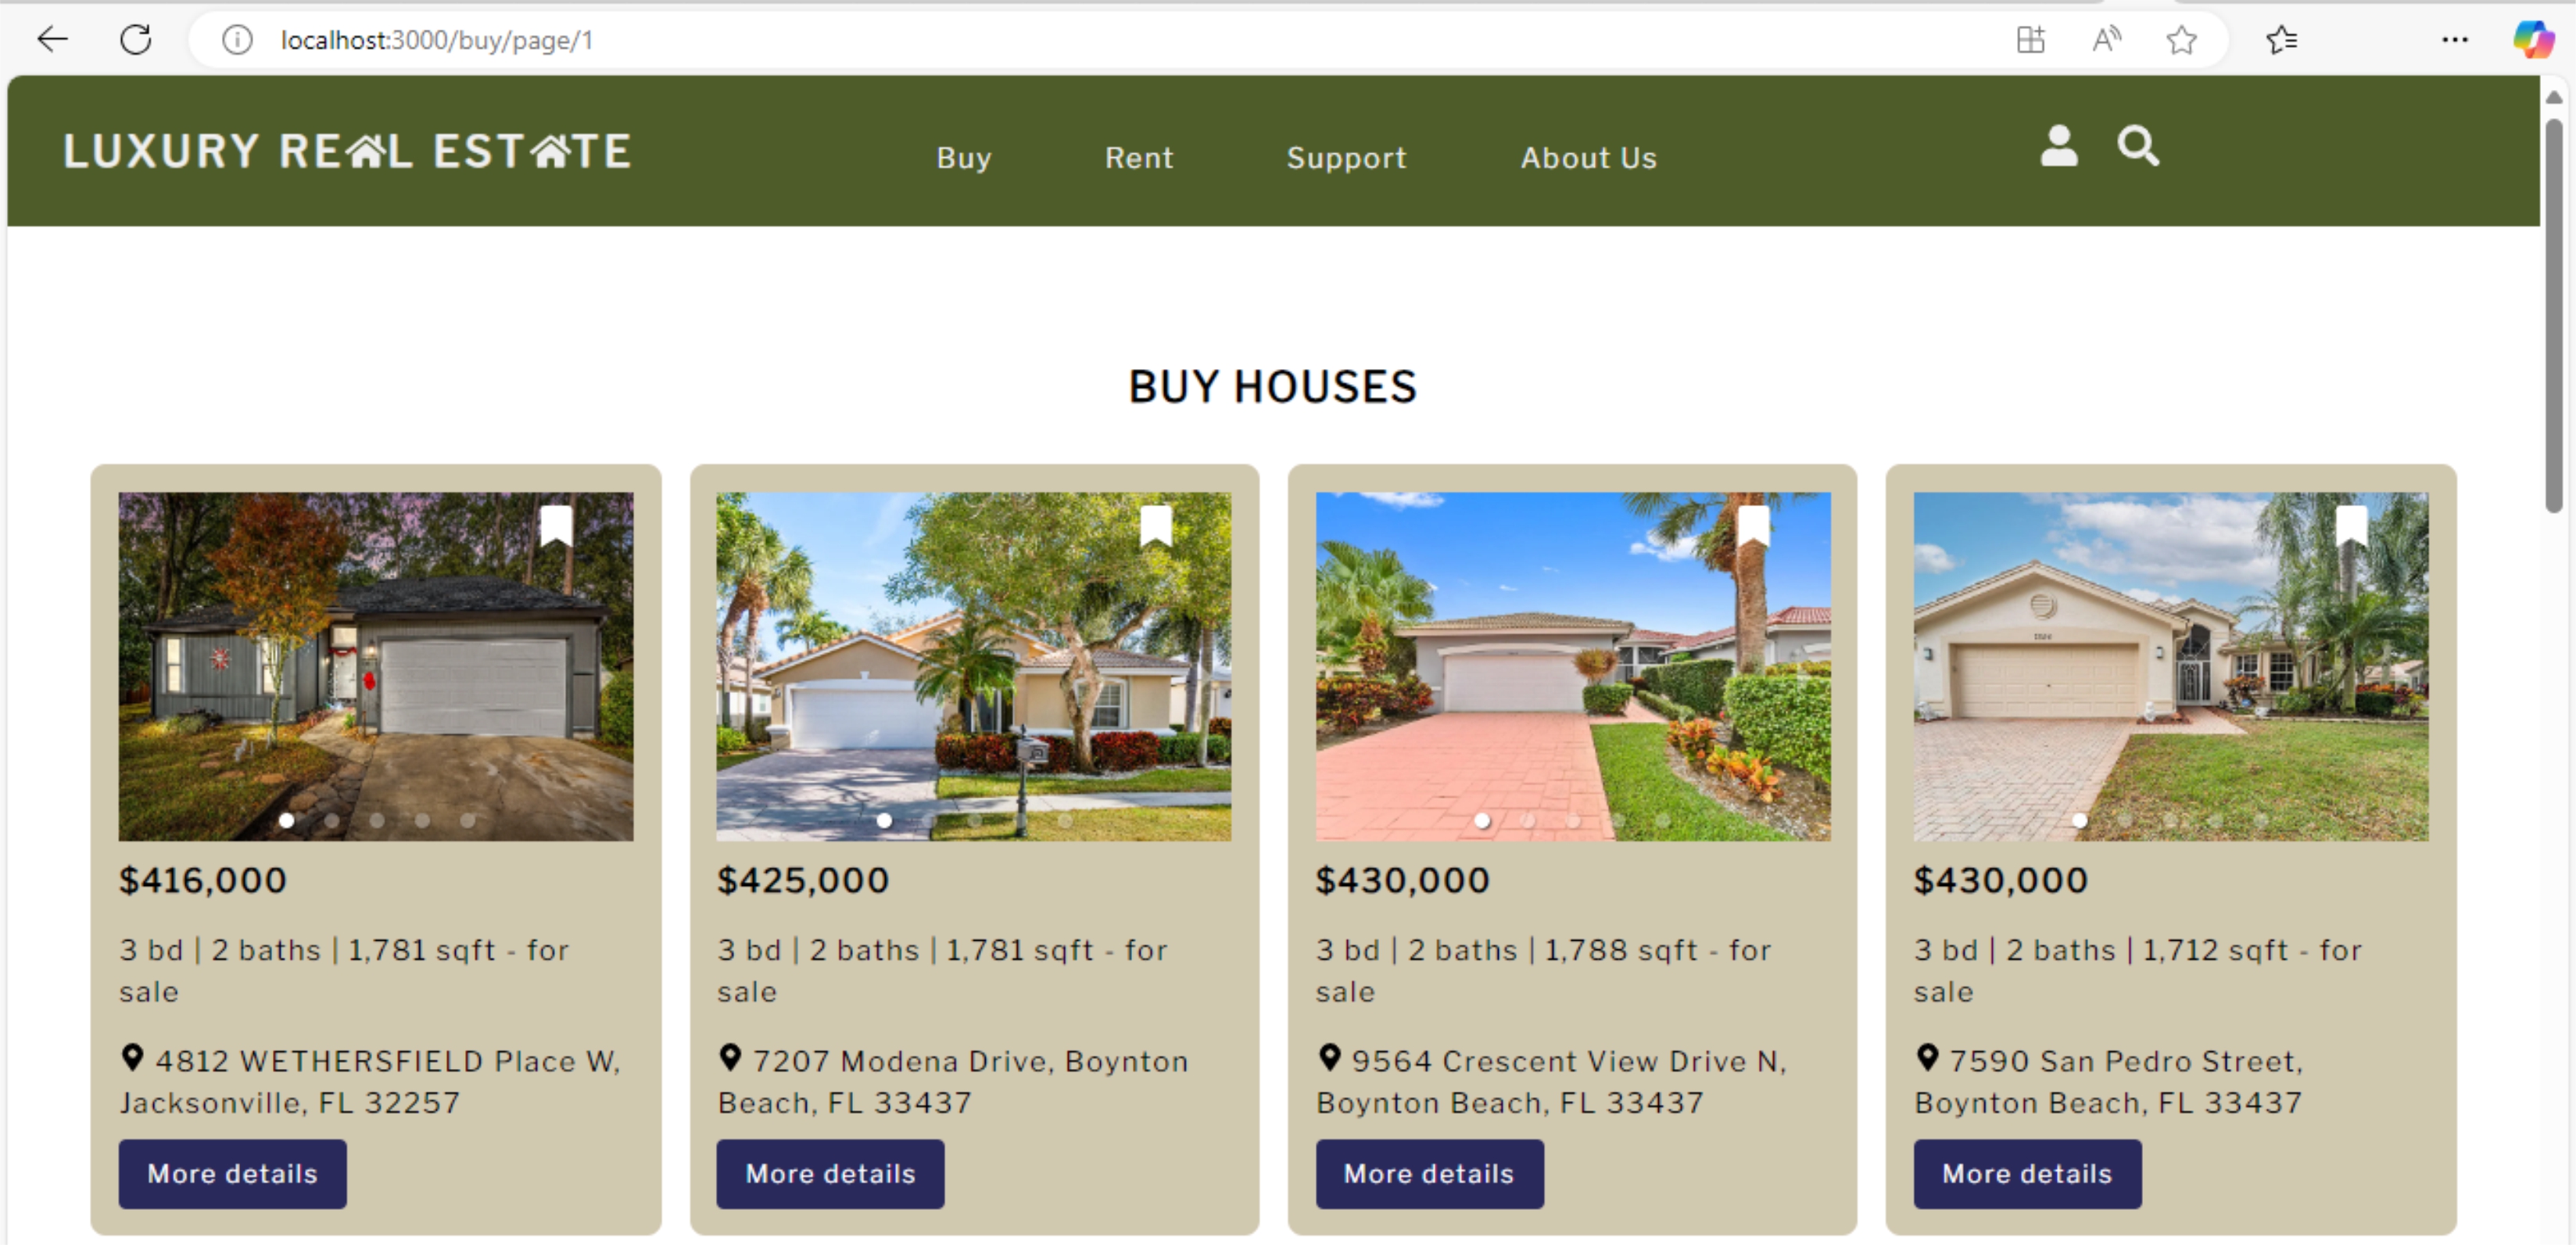 localhost:3000/buy/page/1
LUXURY REAL ESTATE
Buy
Rent
Support
About Us
BUY HOUSES
$416,000
3 bd | 2 baths | 1,781 sqft - for
sale
4812 WETHERSFIELD Place W,
Jacksonville, FL 32257
More details
$425,000
3 bd | 2 baths | 1,781 sqft - for
sale
7207 Modena Drive, Boynton
Beach, FL 33437
More details
$430,000
3 bd | 2 baths | 1,788 sqft - for
sale
9564 Crescent View Drive N,
Boynton Beach, FL 33437
More details
$430,000
3 bd | 2 baths | 1,712 sqft - for
sale
7590 San Pedro Street,
Boynton Beach, FL 33437
More details